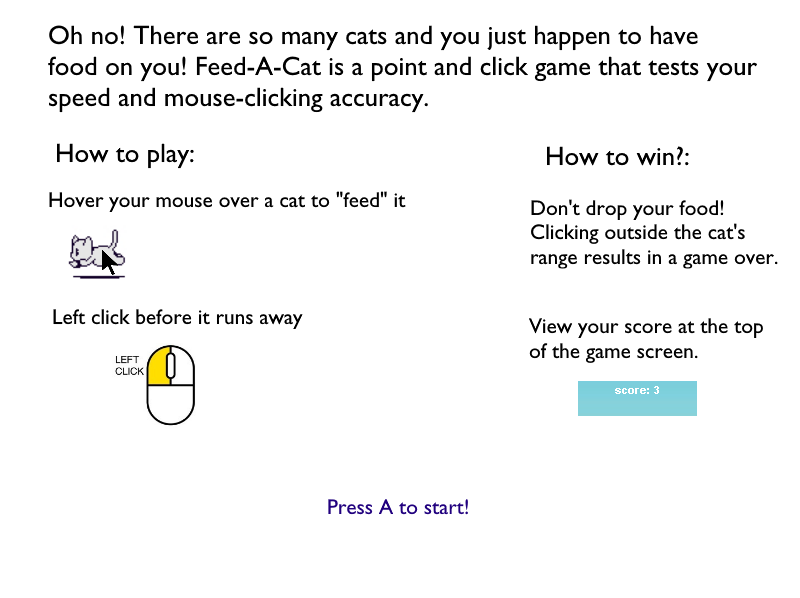 Oh no! There are so many cats and you just happen to have
food on you! Feed-A-Cat is a point and click game that tests your
speed and mouse-clicking accuracy.
How to play:
Hover your mouse over a cat to "feed" it
Left click before it runs away
LEFT
CLICK
How to win?:
Don't drop your food!
Clicking outside the cat's
range results in a game over.
View your score at the top
of the game screen.
score: 3
Press A to start!